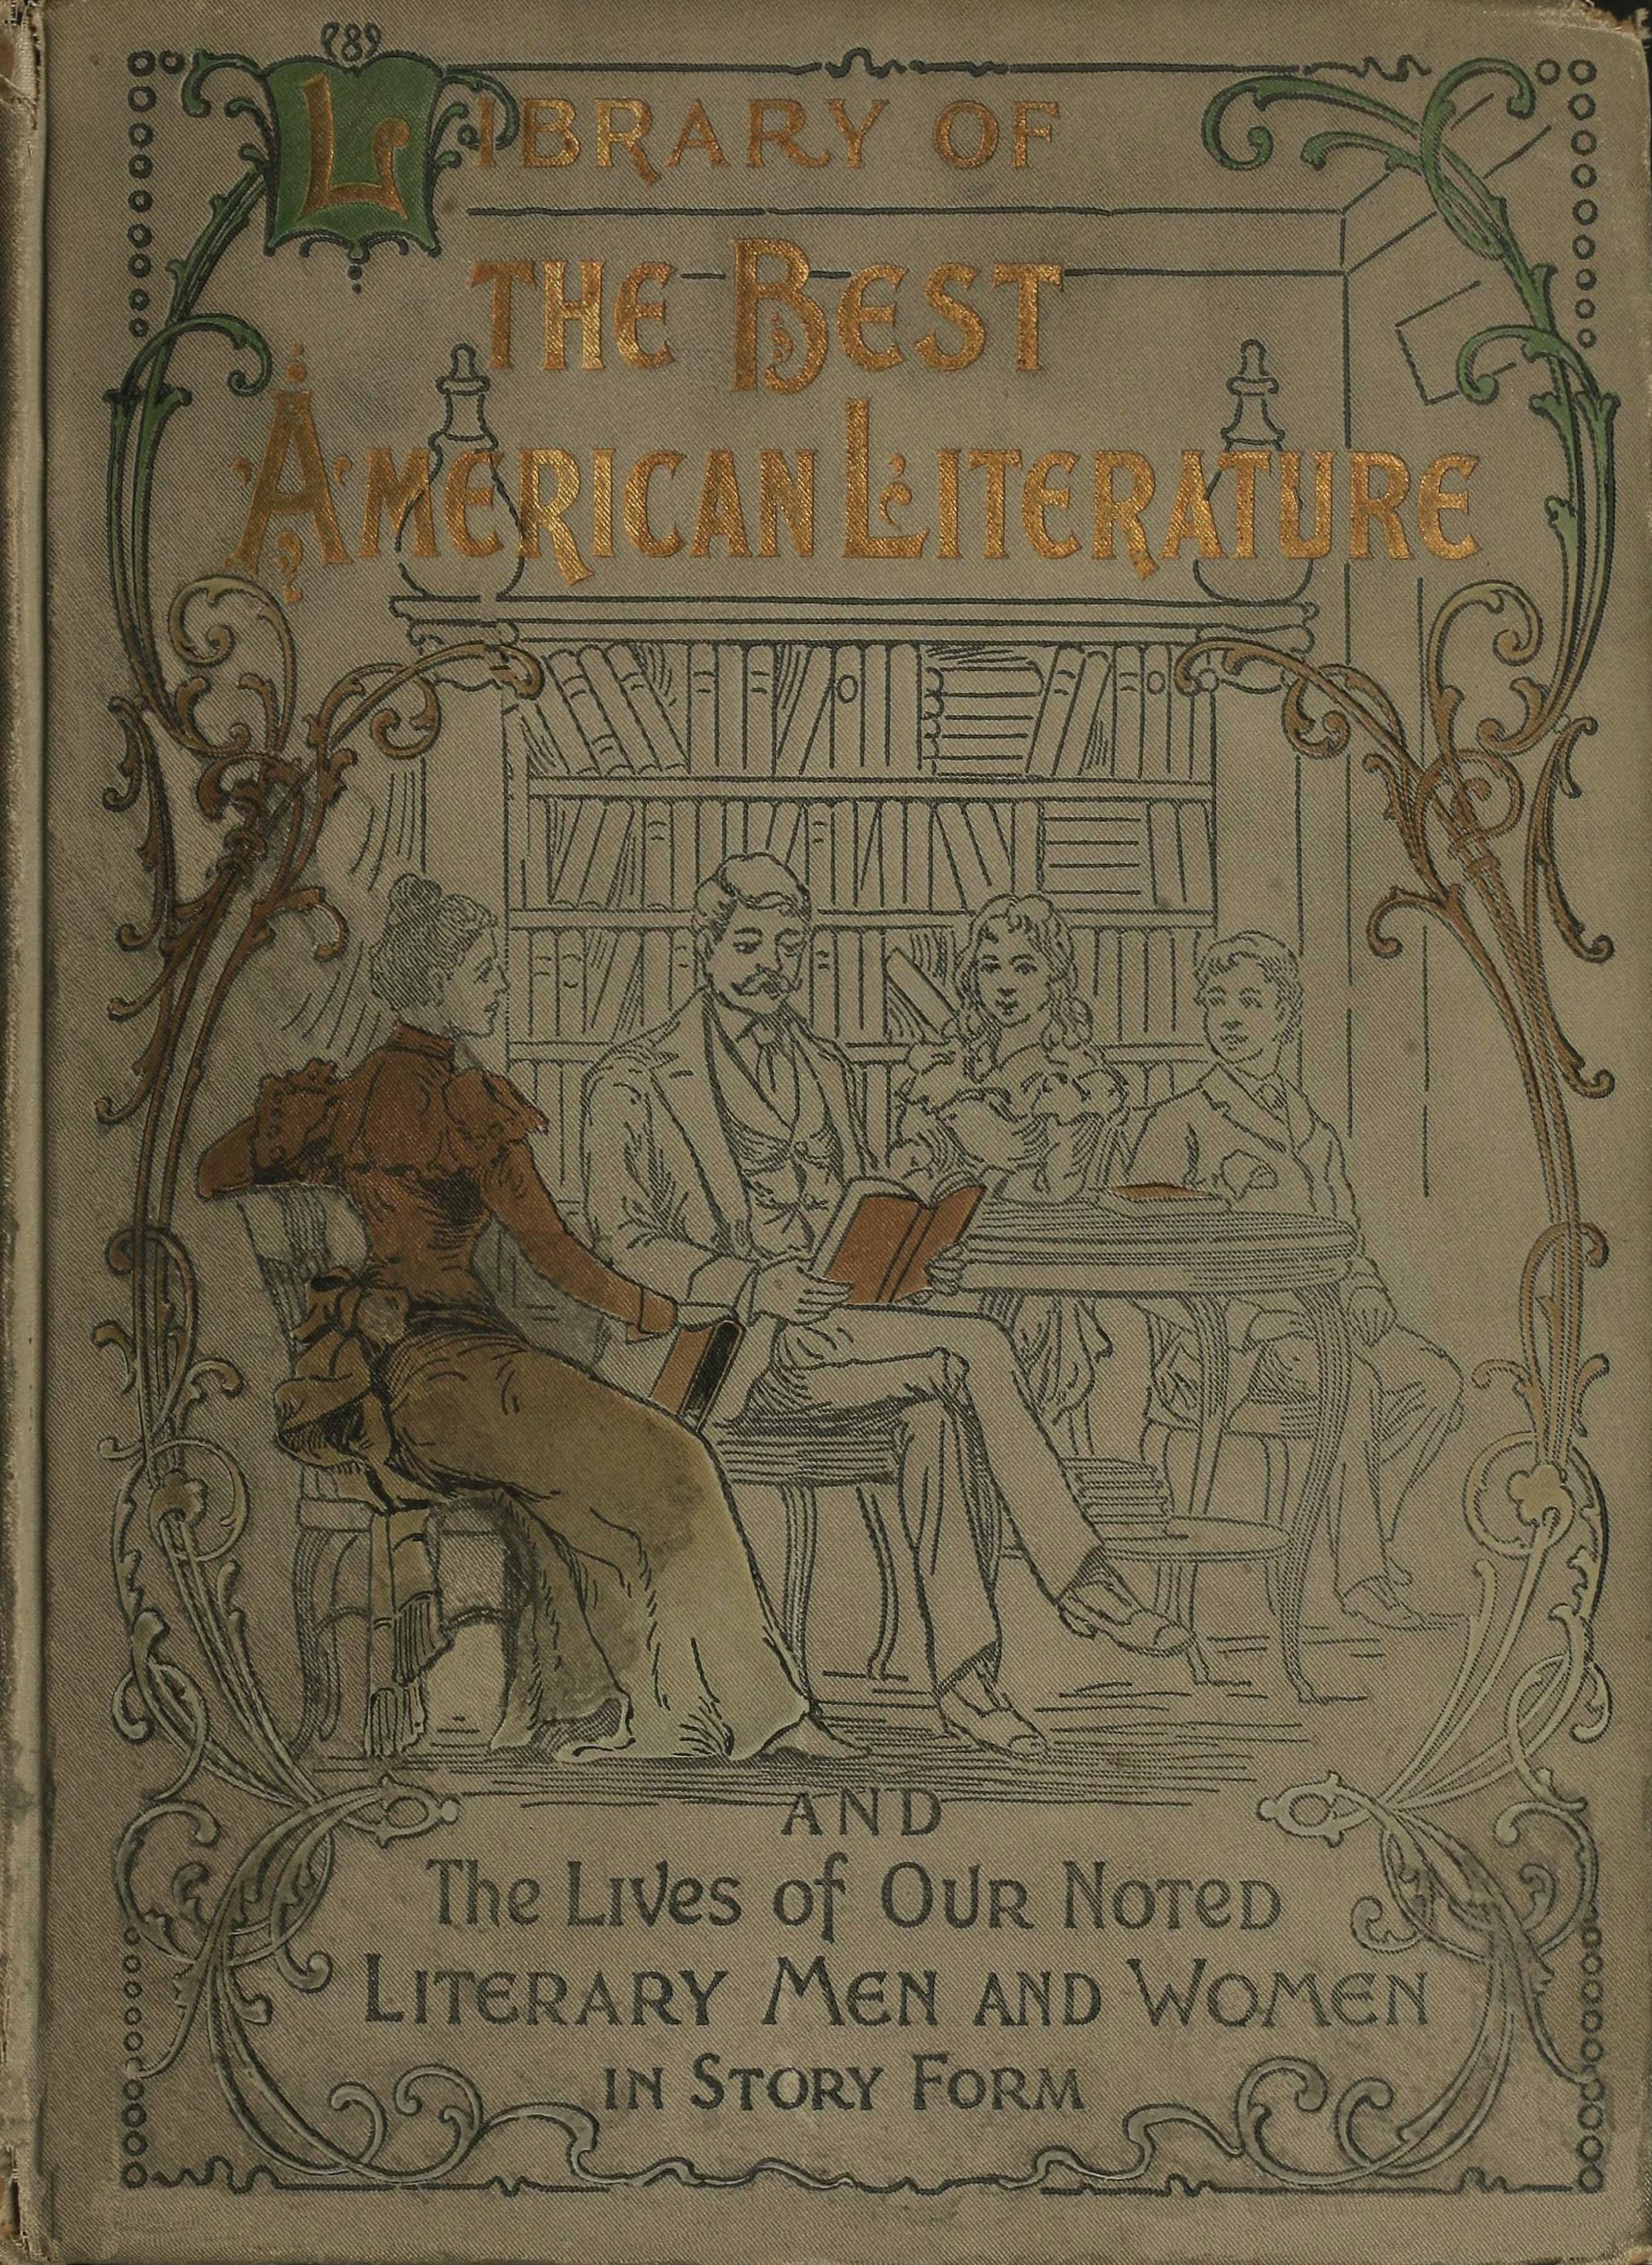 LIBRARY OF
THE BEST
AMERICAN LITERATURE
AND
The Lives of Our Noted
Literary Men and Women
in Story Form